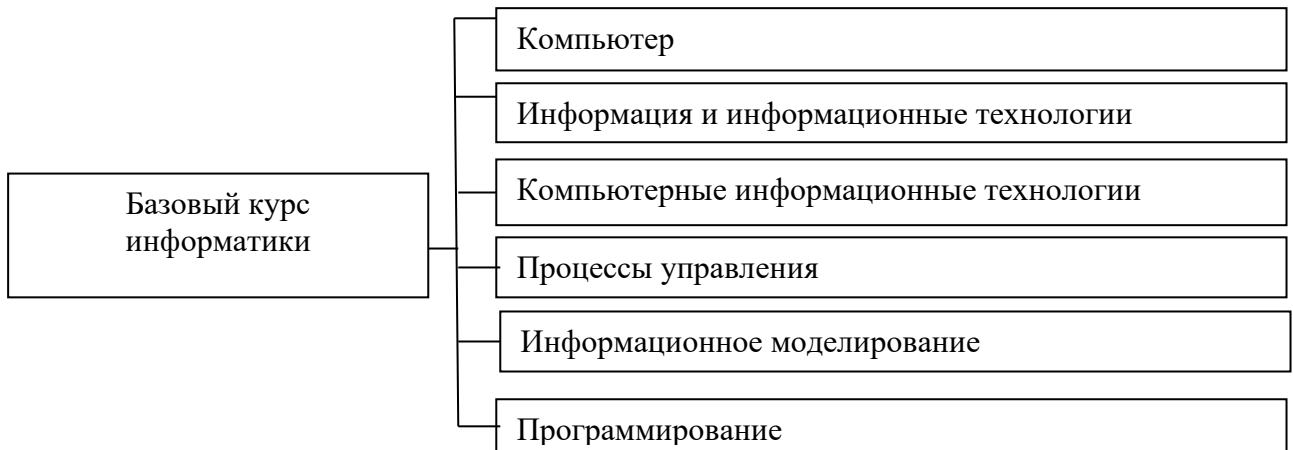 Компьютер
Информация и информационные технологии
Компьютерные информационные технологии
Базовый курс
информатики
Процессы управления
Информационное моделирование
Программирование